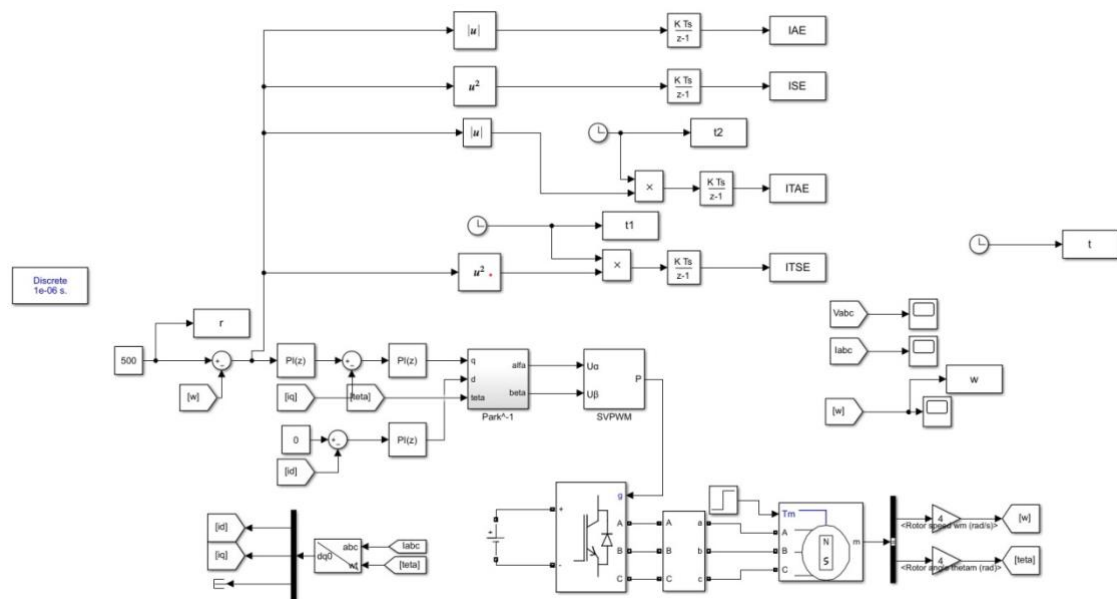 |u|
K Ts
z-1
IAE
u²
K Ts
z-1
ISE
|u|
t2
×
K Ts
z-1
ITAE
t1
u²
×
K Ts
z-1
ITSE
t
Discrete
1e-06 s.
r
500
+
−
PI(z)
+
−
PI(z)
q
d
teta
alfa
beta
Park^-1
Uα
Uβ
P
SVPWM
[w]
[iq]
[teta]
0
+
−
PI(z)
[id]
Vabc
Iabc
w
[w]
[id]
[iq]
dq0
abc
wt
Iabc
[teta]
+
-
g
A
B
C
A
B
C
a
b
c
Tm
A
B
C
N
S
m
4
<Rotor speed wm (rad/s)>
[w]
4
<Rotor angle thetam (rad)>
[teta]